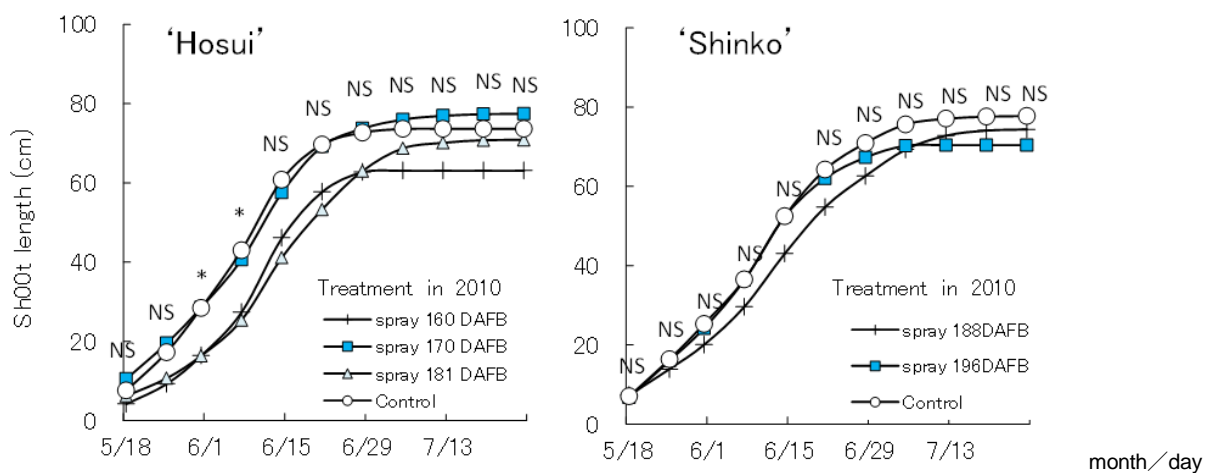 100
80
60
40
20
0
Sh00t length (cm)
‘Hosui’
NS
NS
*
*
NS
NS
NS
NS
NS
NS
NS
Treatment in 2010
spray 160 DAFB
spray 170 DAFB
spray 181 DAFB
Control
5/18 6/1 6/15 6/29 7/13
100
80
60
40
20
0
‘Shinko’
NS
NS
NS
NS
NS
NS
NS
NS
NS
NS
NS
Treatment in 2010
spray 188DAFB
spray 196DAFB
Control
5/18 6/1 6/15 6/29 7/13
month／day